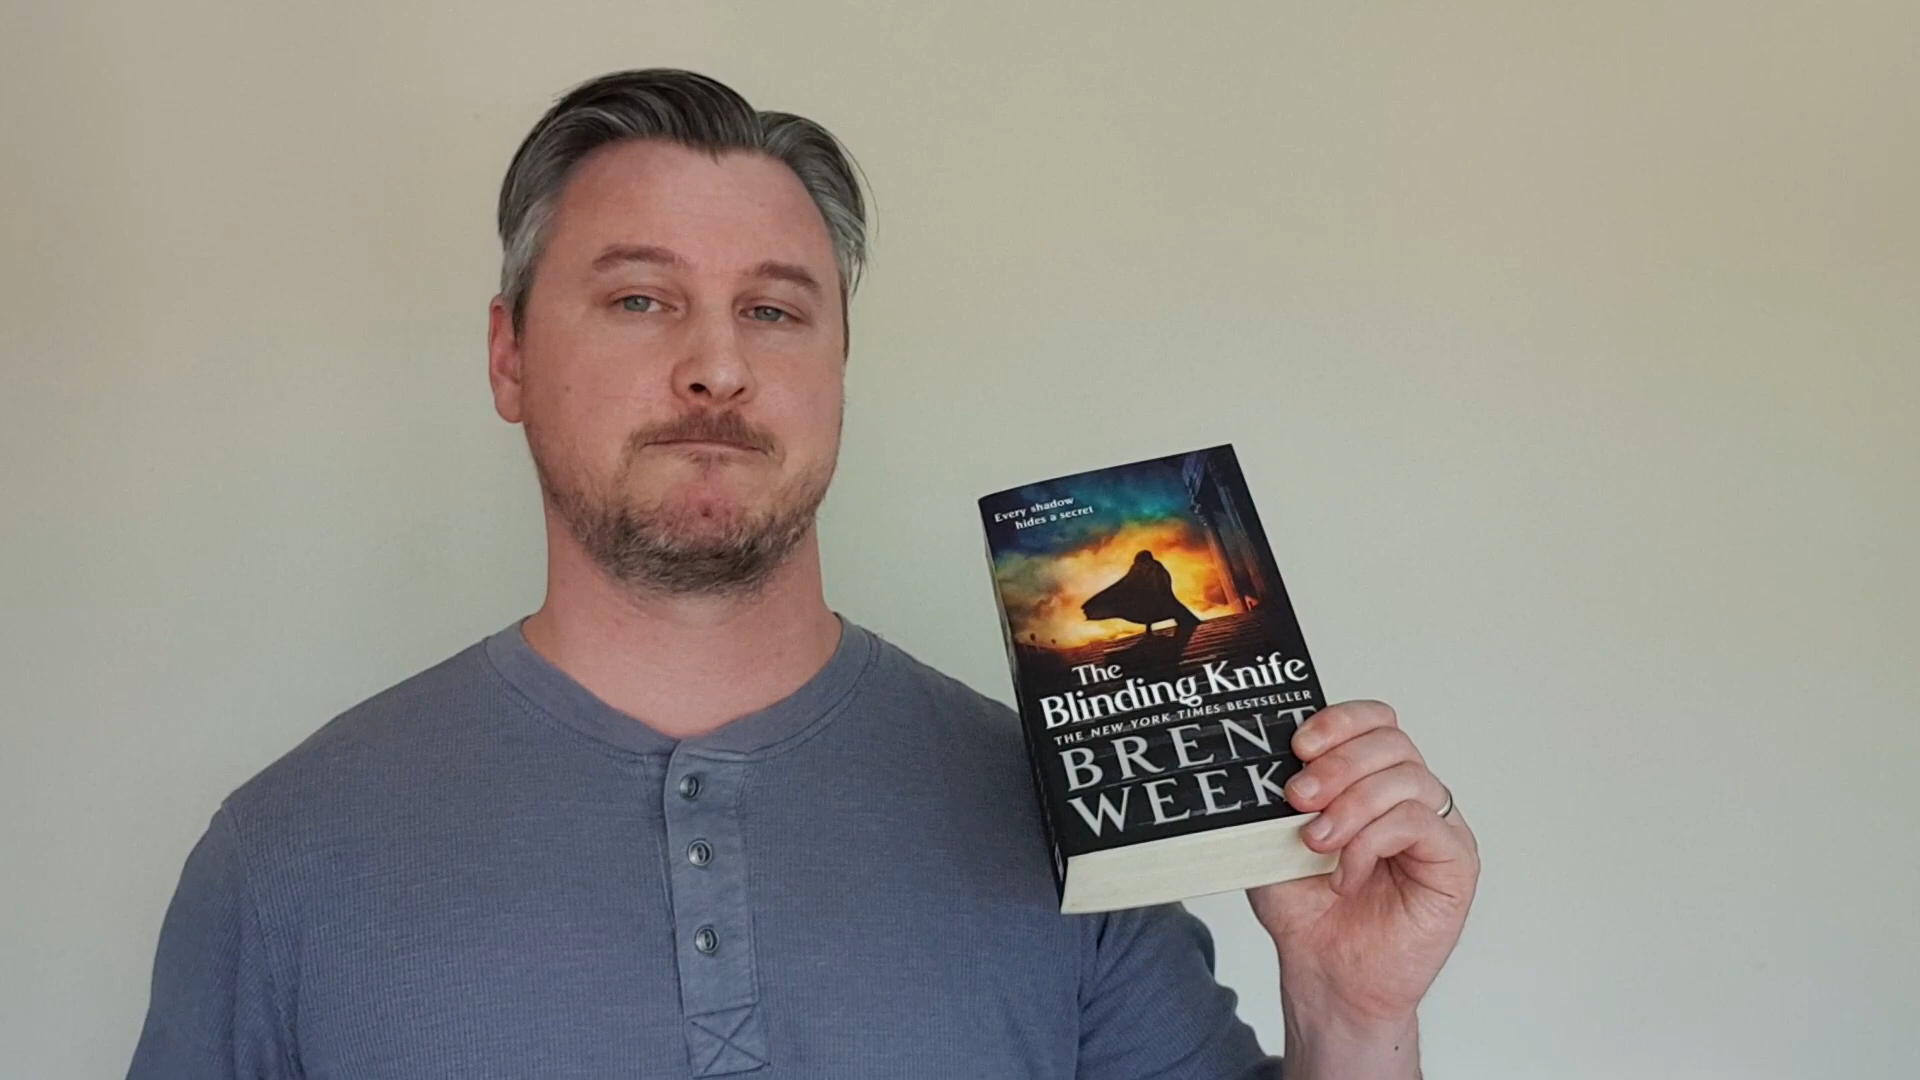 Every shadow
hides a secret
The
Blinding Knife
THE NEW YORK TIMES BESTSELLER
BRENT
WEEK